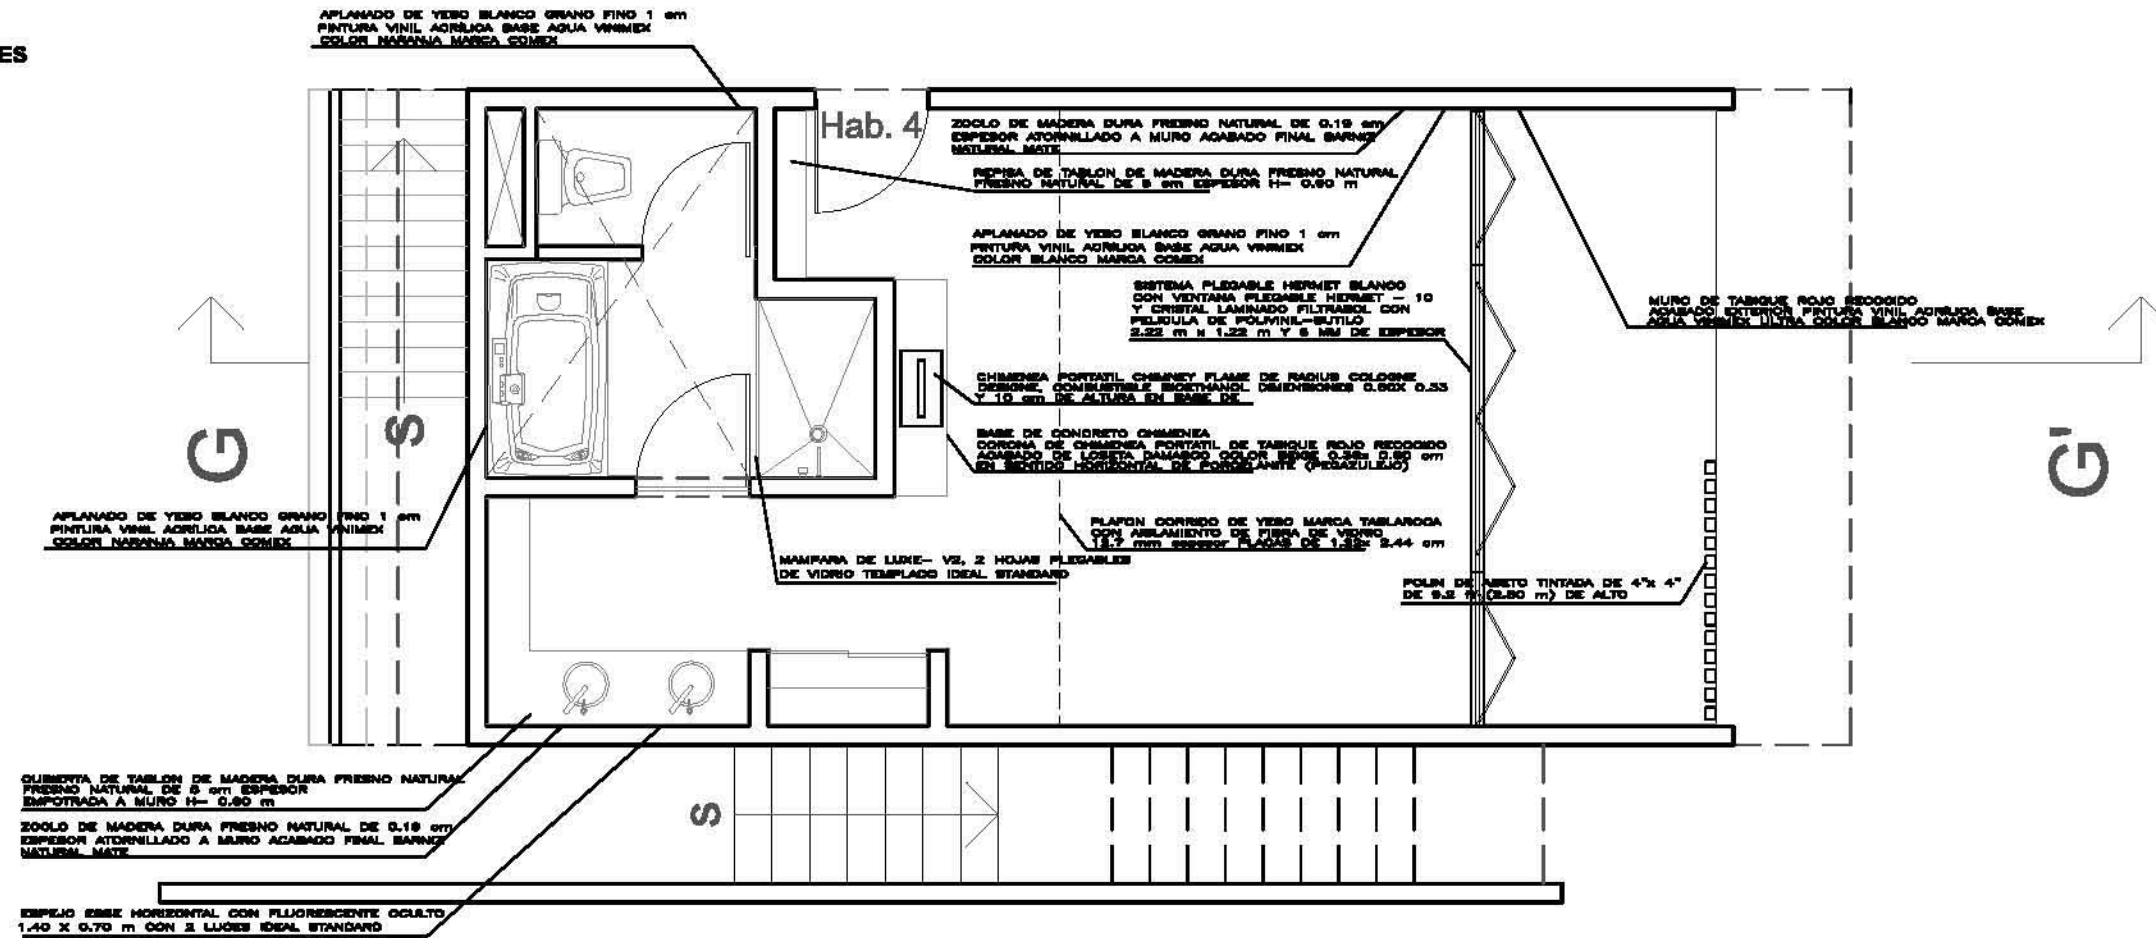 ES
APLANADO DE YESO BLANCO GRANO FINO 1 cm
PINTURA VINIL ACRILICA BASE AGUA VINIMEX
COLOR NARANJA MARCA COMEX
Hab. 4
ZOCLO DE MADERA DURA FRESNO NATURAL DE 0.19 cm
ESPESOR ATORNILLADO A MURO ACABADO FINAL BARNIZ
NATURAL MATE
REPISA DE TABLON DE MADERA DURA FRESNO NATURAL
FRESNO NATURAL DE 5 cm ESPESOR H= 0.90 m
APLANADO DE YESO BLANCO GRANO FINO 1 cm
PINTURA VINIL ACRILICA BASE AGUA VINIMEX
COLOR BLANCO MARCA COMEX
SISTEMA PLEGABLE HERMET BLANCO
CON VENTANA PLEGABLE HERMET - 10
Y CRISTAL LAMINADO FILTRASOL CON
PELICULA DE POLIVINIL-BUTILO
2.22 m x 1.22 m Y 6 MM DE ESPESOR
MURO DE TABIQUE ROJO RECOCIDO
ACABADO EXTERIOR PINTURA VINIL ACRILICA BASE
AGUA VINIMEX ULTRA COLOR BLANCO MARCA COMEX
CHIMENEA PORTATIL CHIMNEY FLAME DE RADIUS COLOGNE
DESIGNE, COMBUSTIBLE BIOETHANOL DIMENSIONES 0.60X 0.33
Y 10 cm DE ALTURA EN BASE DE
BASE DE CONCRETO CHIMENEA
CORONA DE CHIMENEA PORTATIL DE TABIQUE ROJO RECOCIDO
ACABADO DE LOSETA DAMASCO COLOR BEIGE cm
EN SENTIDO HORIZONTAL DE PORCELANITE (PEGAZULEJO)
G
S
G'
APLANADO DE YESO BLANCO GRANO FINO 1 cm
PINTURA VINIL ACRILICA BASE AGUA VINIMEX
COLOR NARANJA MARCA COMEX
PLAFON CORRIDO DE YESO MARCA TABLAROCA
CON AISLAMIENTO DE FIBRA DE VIDRIO
12.7 mm espesor PLACAS DE 1.22x 2.44 cm
MAMPARA DE LUXE- V2, 2 HOJAS PLEGABLES
DE VIDRIO TEMPLADO IDEAL STANDARD
POLIN DE ABETO TINTADA DE 4"x 4"
DE 9.2 ft (2.80 m) DE ALTO
CUBIERTA DE TABLON DE MADERA DURA FRESNO NATURAL
FRESNO NATURAL DE 5 cm ESPESOR
EMPOTRADA A MURO H= 0.90 m
S
ZOCLO DE MADERA DURA FRESNO NATURAL DE 0.19 cm
ESPESOR ATORNILLADO A MURO ACABADO FINAL BARNIZ
NATURAL MATE
ESPEJO HORIZONTAL CON FLUORESCENTE OCULTO
1.40 X 0.70 m CON 2 LUCES IDEAL STANDARD